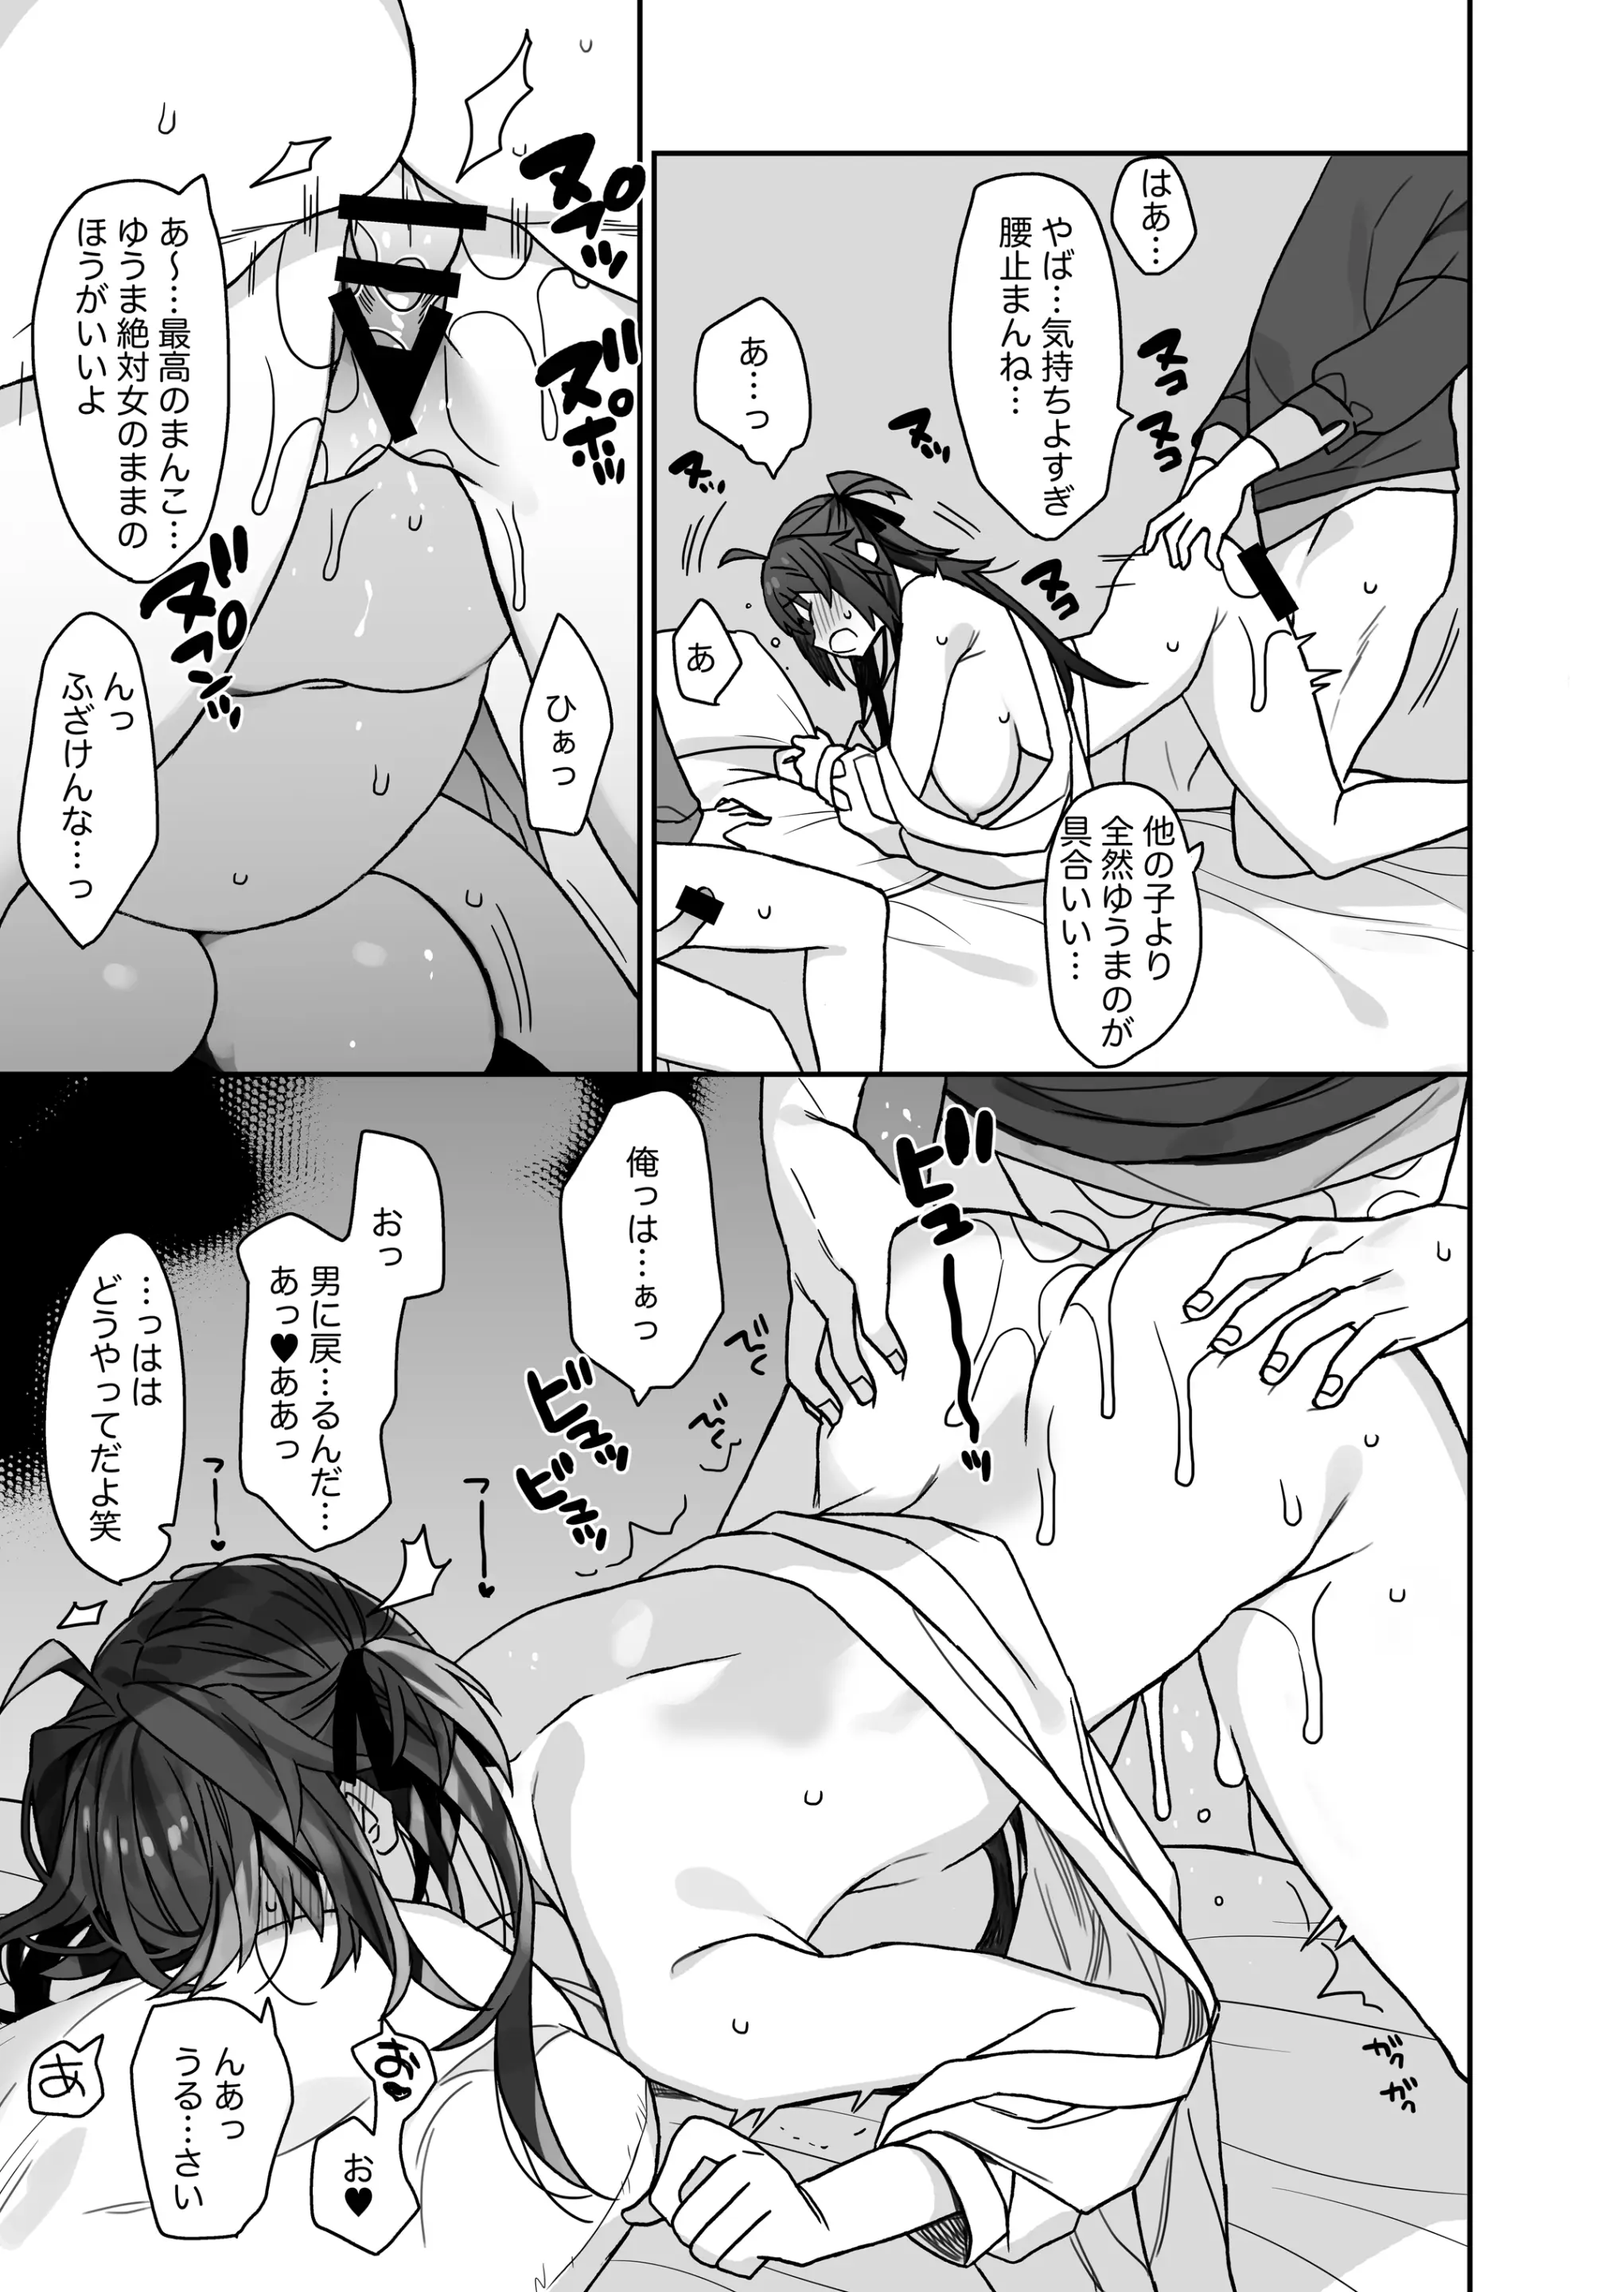 はあ…
やば…気持ちよすぎ
腰止まんね…
あ…っ
あ
他の子より
全然ゆうまのが
具合いい…
ヌコ
ヌコ
ヌコ
ヌッ
ヌッ
あ〜…最高のまんこ…
ゆうま絶対女のままの
ほうがいいよ
ひぁっ
んっ
ふざけんな…っ
ヌプッ
ヌポッ
ヌプンッ
俺っは…ぁっ
おっ
男に戻…るんだ…
あっ♥ああっ
…っはは
どうやってだよ笑
ビュー〜ッ
ビュッ
ビュッ
びく
びく
っー♥
っー♥
お♥
お♥
んあっ
うる…さい
あ
ガク
ガク